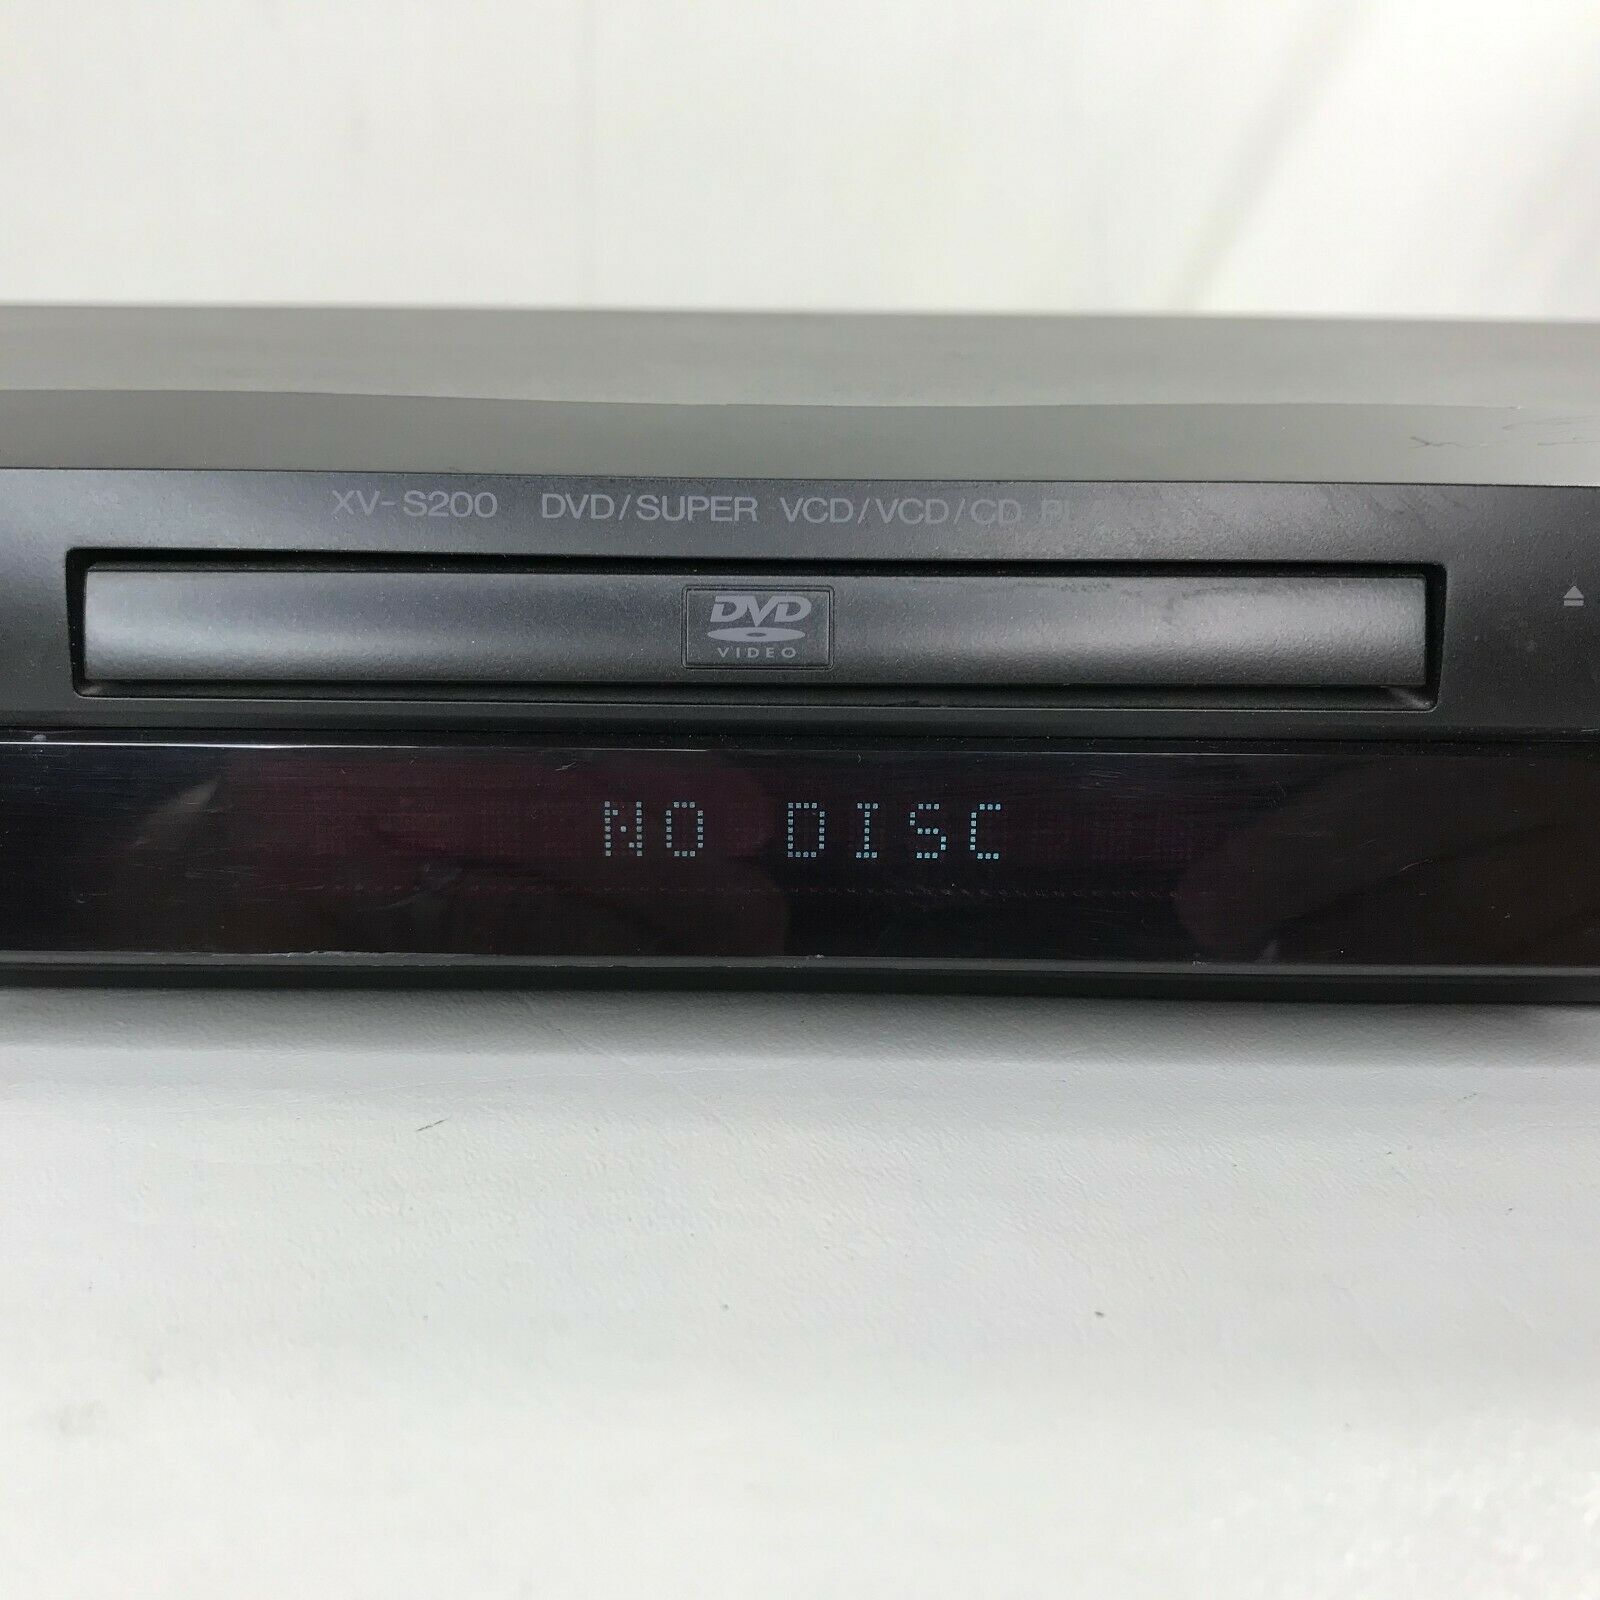 XV-S200 DVD/SUPER VCD/VCD/CD
DVD
VIDEO
NO DISC